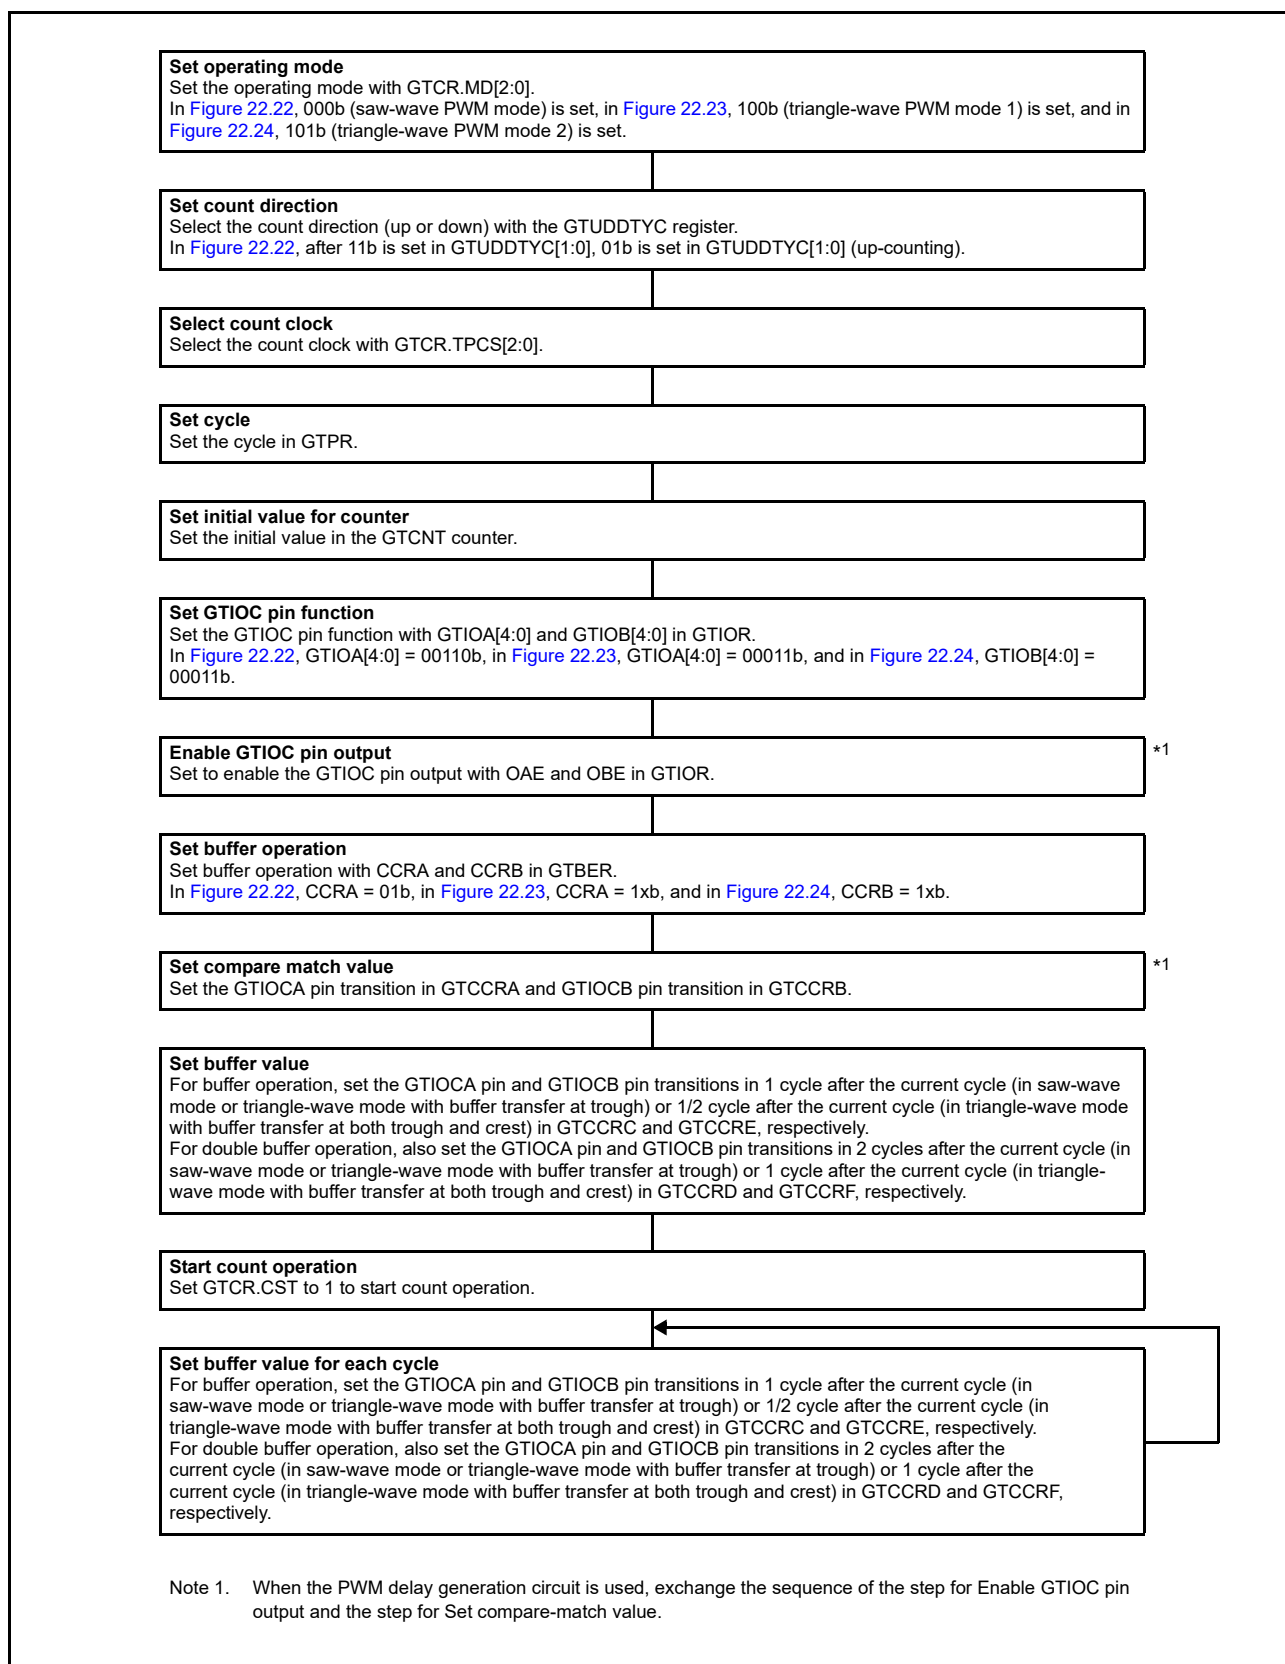 Set operating mode
Set the operating mode with GTCR.MD[2:0].
In Figure 22.22, 000b (saw-wave PWM mode) is set, in Figure 22.23, 100b (triangle-wave PWM mode 1) is set, and in
Figure 22.24, 101b (triangle-wave PWM mode 2) is set.
Set count direction
Select the count direction (up or down) with the GTUDDTYC register.
In Figure 22.22, after 11b is set in GTUDDTYC[1:0], 01b is set in GTUDDTYC[1:0] (up-counting).
Select count clock
Select the count clock with GTCR.TPCS[2:0].
Set cycle
Set the cycle in GTPR.
Set initial value for counter
Set the initial value in the GTCNT counter.
Set GTIOC pin function
Set the GTIOC pin function with GTIOA[4:0] and GTIOB[4:0] in GTIOR.
In Figure 22.22, GTIOA[4:0] = 00110b, in Figure 22.23, GTIOA[4:0] = 00011b, and in Figure 22.24, GTIOB[4:0] =
00011b.
Enable GTIOC pin output *1
Set to enable the GTIOC pin output with OAE and OBE in GTIOR.
Set buffer operation
Set buffer operation with CCRA and CCRB in GTBER.
In Figure 22.22, CCRA = 01b, in Figure 22.23, CCRA = 1xb, and in Figure 22.24, CCRB = 1xb.
Set compare match value *1
Set the GTIOCA pin transition in GTCCRA and GTIOCB pin transition in GTCCRB.
Set buffer value
For buffer operation, set the GTIOCA pin and GTIOCB pin transitions in 1 cycle after the current cycle (in saw-wave
mode or triangle-wave mode with buffer transfer at trough) or 1/2 cycle after the current cycle (in triangle-wave mode
with buffer transfer at both trough and crest) in GTCCRC and GTCCRE, respectively.
For double buffer operation, also set the GTIOCA pin and GTIOCB pin transitions in 2 cycles after the current cycle (in
saw-wave mode or triangle-wave mode with buffer transfer at trough) or 1 cycle after the current cycle (in triangle-
wave mode with buffer transfer at both trough and crest) in GTCCRD and GTCCRF, respectively.
Start count operation
Set GTCR.CST to 1 to start count operation.
Set buffer value for each cycle
For buffer operation, set the GTIOCA pin and GTIOCB pin transitions in 1 cycle after the current cycle (in
saw-wave mode or triangle-wave mode with buffer transfer at trough) or 1/2 cycle after the current cycle (in
triangle-wave mode with buffer transfer at both trough and crest) in GTCCRC and GTCCRE, respectively.
For double buffer operation, also set the GTIOCA pin and GTIOCB pin transitions in 2 cycles after the
current cycle (in saw-wave mode or triangle-wave mode with buffer transfer at trough) or 1 cycle after the
current cycle (in triangle-wave mode with buffer transfer at both trough and crest) in GTCCRD and GTCCRF,
respectively.
Note 1. When the PWM delay generation circuit is used, exchange the sequence of the step for Enable GTIOC pin
output and the step for Set compare-match value.